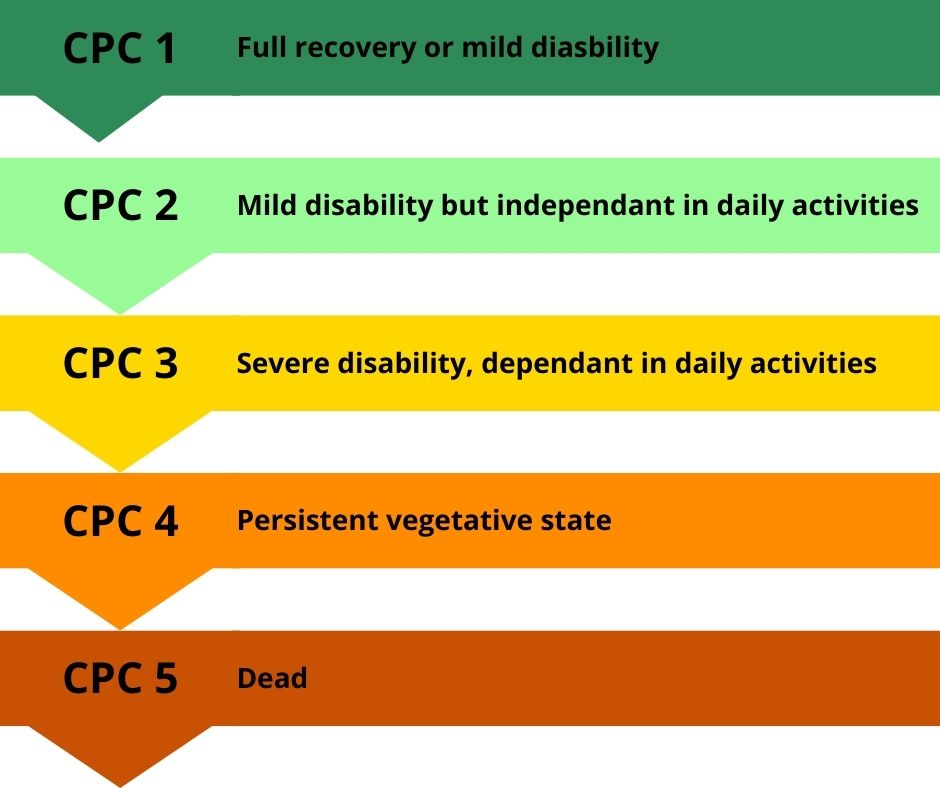 CPC 1 Full recovery or mild diasbility
CPC 2 Mild disability but independant in daily activities
CPC 3 Severe disability, dependant in daily activities
CPC 4 Persistent vegetative state
CPC 5 Dead